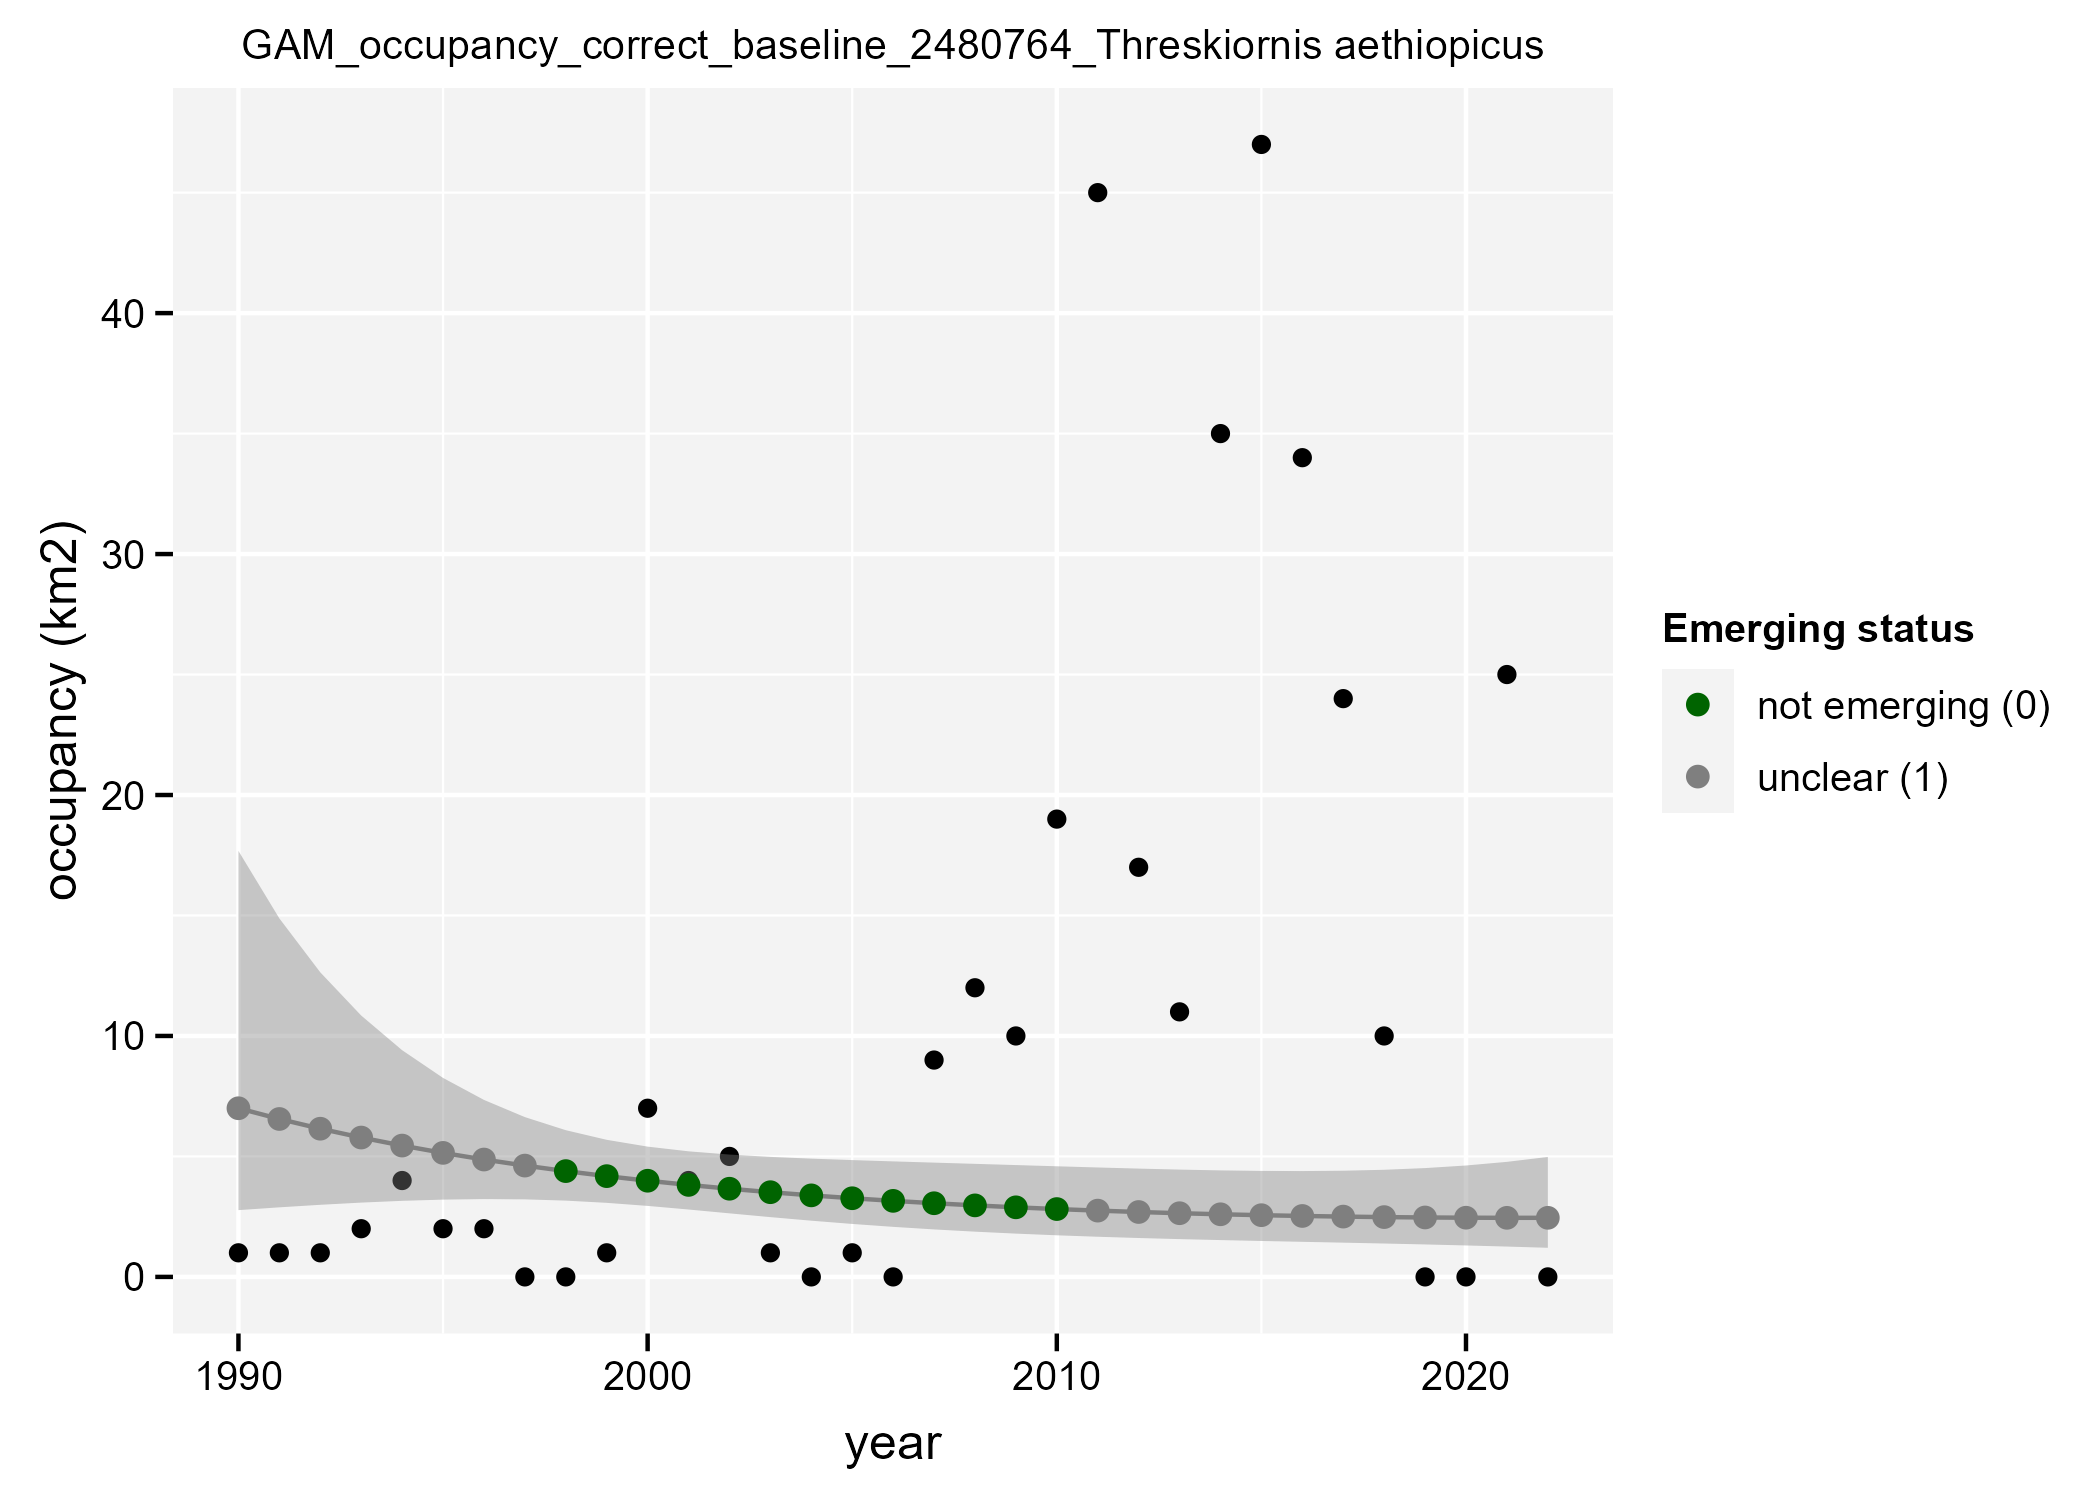 GAM_occupancy_correct_baseline_2480764_Threskiornis aethiopicus
occupancy (km2)
40
30
20
10
0
1990 2000 2010 2020
year
Emerging status
not emerging (0)
unclear (1)